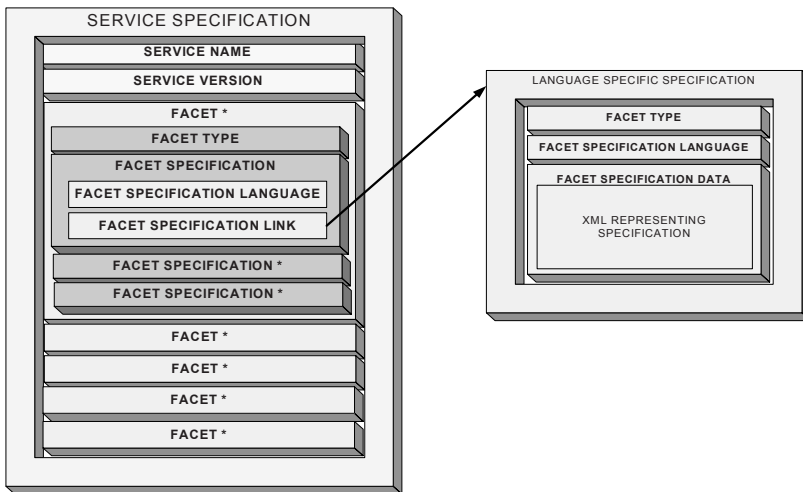 SERVICE SPECIFICATION
SERVICE NAME
SERVICE VERSION
FACET *
FACET TYPE
FACET SPECIFICATION
FACET SPECIFICATION LANGUAGE
FACET SPECIFICATION LINK
FACET SPECIFICATION *
FACET SPECIFICATION *
FACET *
FACET *
FACET *
FACET *
LANGUAGE SPECIFIC SPECIFICATION
FACET TYPE
FACET SPECIFICATION LANGUAGE
FACET SPECIFICATION DATA
XML REPRESENTING
SPECIFICATION